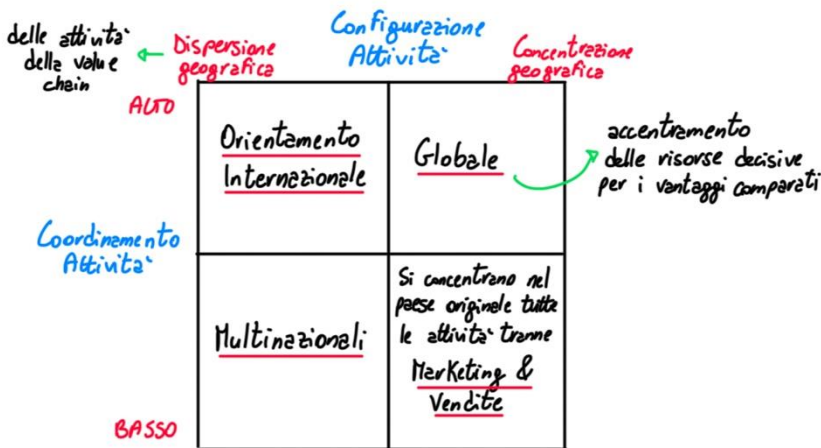 delle attività
della value
chain
Dispersione
geografica
Configurazione
Attività
Concentrazione
geografica
ALTO
Orientamento
Internazionale
Globale
accentramento
delle risorse decisive
per i vantaggi comparati
Coordinamento
Attività
Multinazionali
Si concentrano nel
paese originale tutte
le attività tranne
Marketing &
Vendite
BASSO